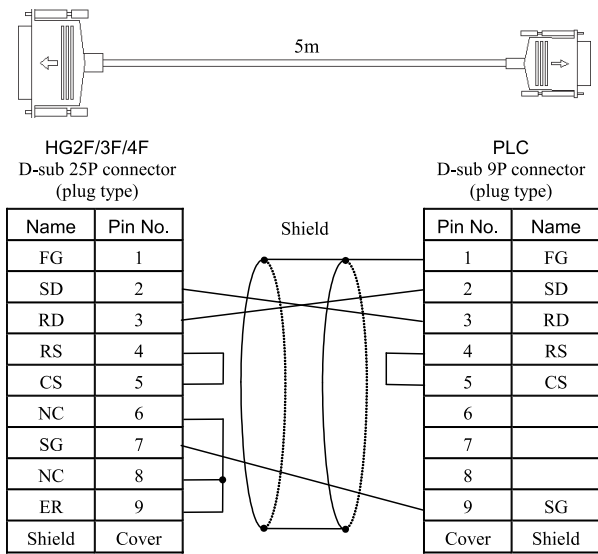 5m
HG2F/3F/4F
D-sub 25P connector
(plug type)
PLC
D-sub 9P connector
(plug type)
Name Pin No.
FG 1
SD 2
RD 3
RS 4
CS 5
NC 6
SG 7
NC 8
ER 9
Shield Cover
Shield
Pin No. Name
1 FG
2 SD
3 RD
4 RS
5 CS
6
7
8
9 SG
Cover Shield